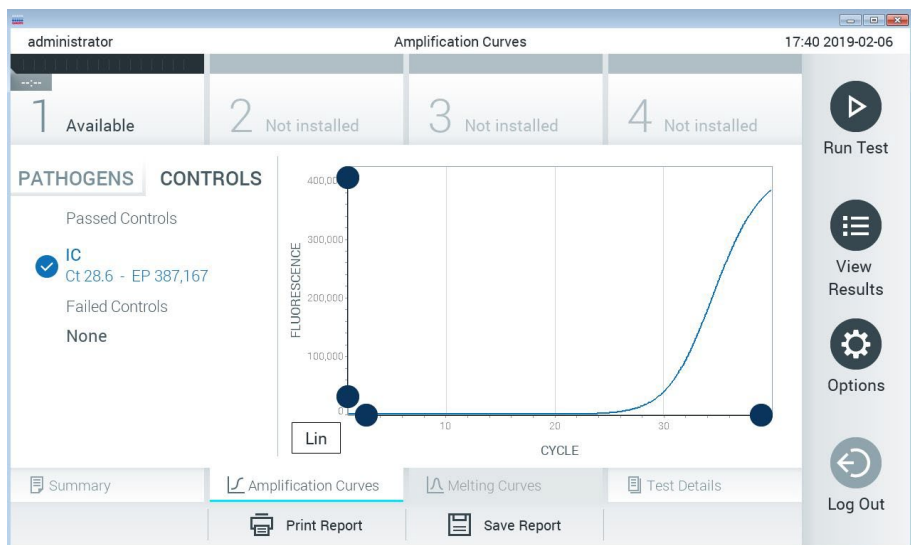 administrator
Amplification Curves
17:40 2019-02-06
--:--
1 Available
2 Not installed
3 Not installed
4 Not installed
Run Test
PATHOGENS CONTROLS
Passed Controls
IC
Ct 28.6 - EP 387,167
Failed Controls
None
FLUORESCENCE
300,000
200,000
100,000
0
10 20 30
CYCLE
Lin
View
Results
Options
Log Out
Summary
Amplification Curves
Melting Curves
Test Details
Print Report
Save Report